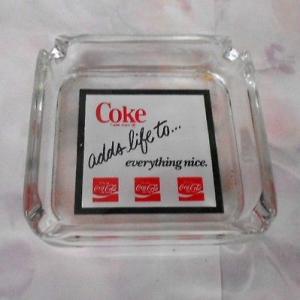 Coke
adds life to...
everything nice.
Coca-Cola Coca-Cola Coca-Cola